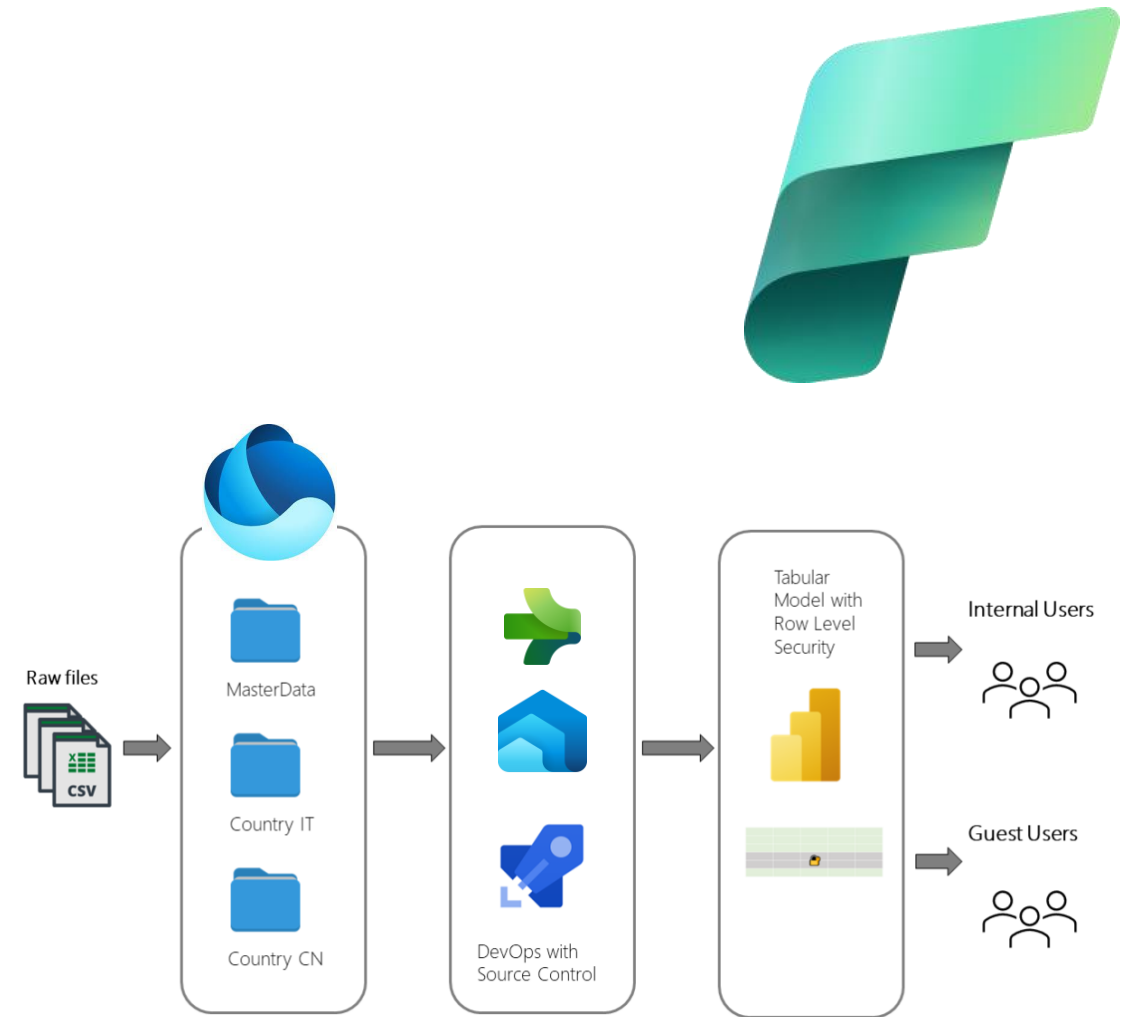 Raw files
X
CSV
MasterData
Country IT
Country CN
DevOps with
Source Control
Tabular
Model with
Row Level
Security
Internal Users
Guest Users